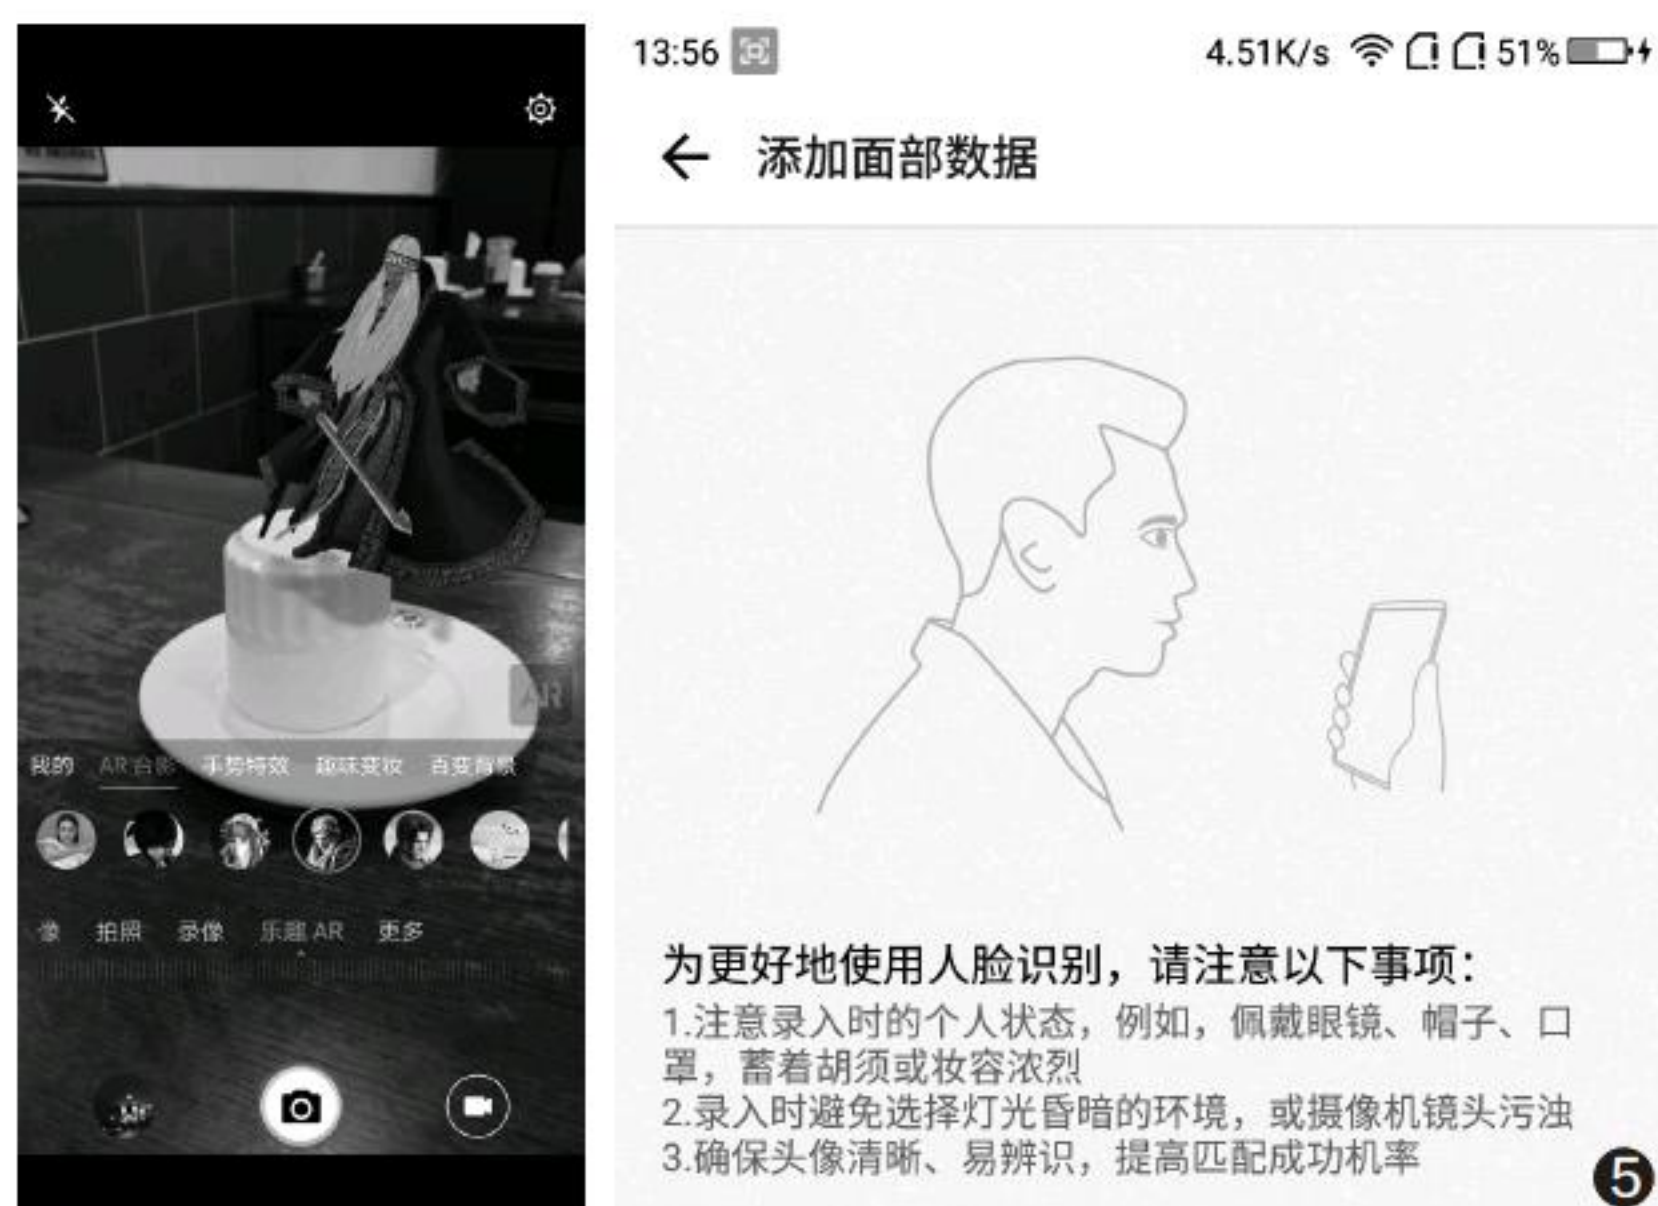 AR
我的 AR合影 手势特效 趣味变妆 百变背景
像 拍照 录像 乐趣AR 更多
13:56 4.51K/s 51%
添加面部数据
为更好地使用人脸识别，请注意以下事项：
1.注意录入时的个人状态，例如，佩戴眼镜、帽子、口
罩，蓄着胡须或妆容浓烈
2.录入时避免选择灯光昏暗的环境，或摄像机镜头污浊
3.确保头像清晰、易辨识，提高匹配成功机率
5